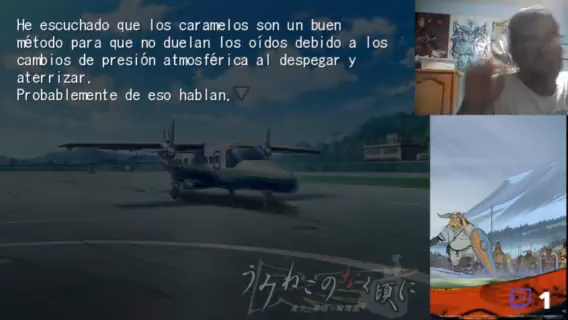 He escuchado que los caramelos son un buen
método para que no duelan los oídos debido a los
cambios de presión atmosférica al despegar y
aterrizar.
Probablemente de eso hablan.
うみねこのなく頃に
1